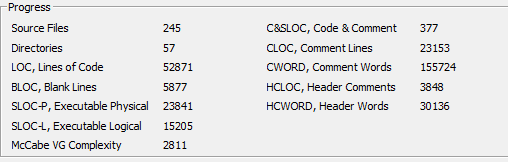 Progress
Source Files 245 C&SLOC, Code & Comment 377
Directories 57 CLOC, Comment Lines 23153
LOC, Lines of Code 52871 CWORD, Comment Words 155724
BLOC, Blank Lines 5877 HCLOC, Header Comments 3848
SLOC-P, Executable Physical 23841 HCWORD, Header Words 30136
SLOC-L, Executable Logical 15205
McCabe VG Complexity 2811